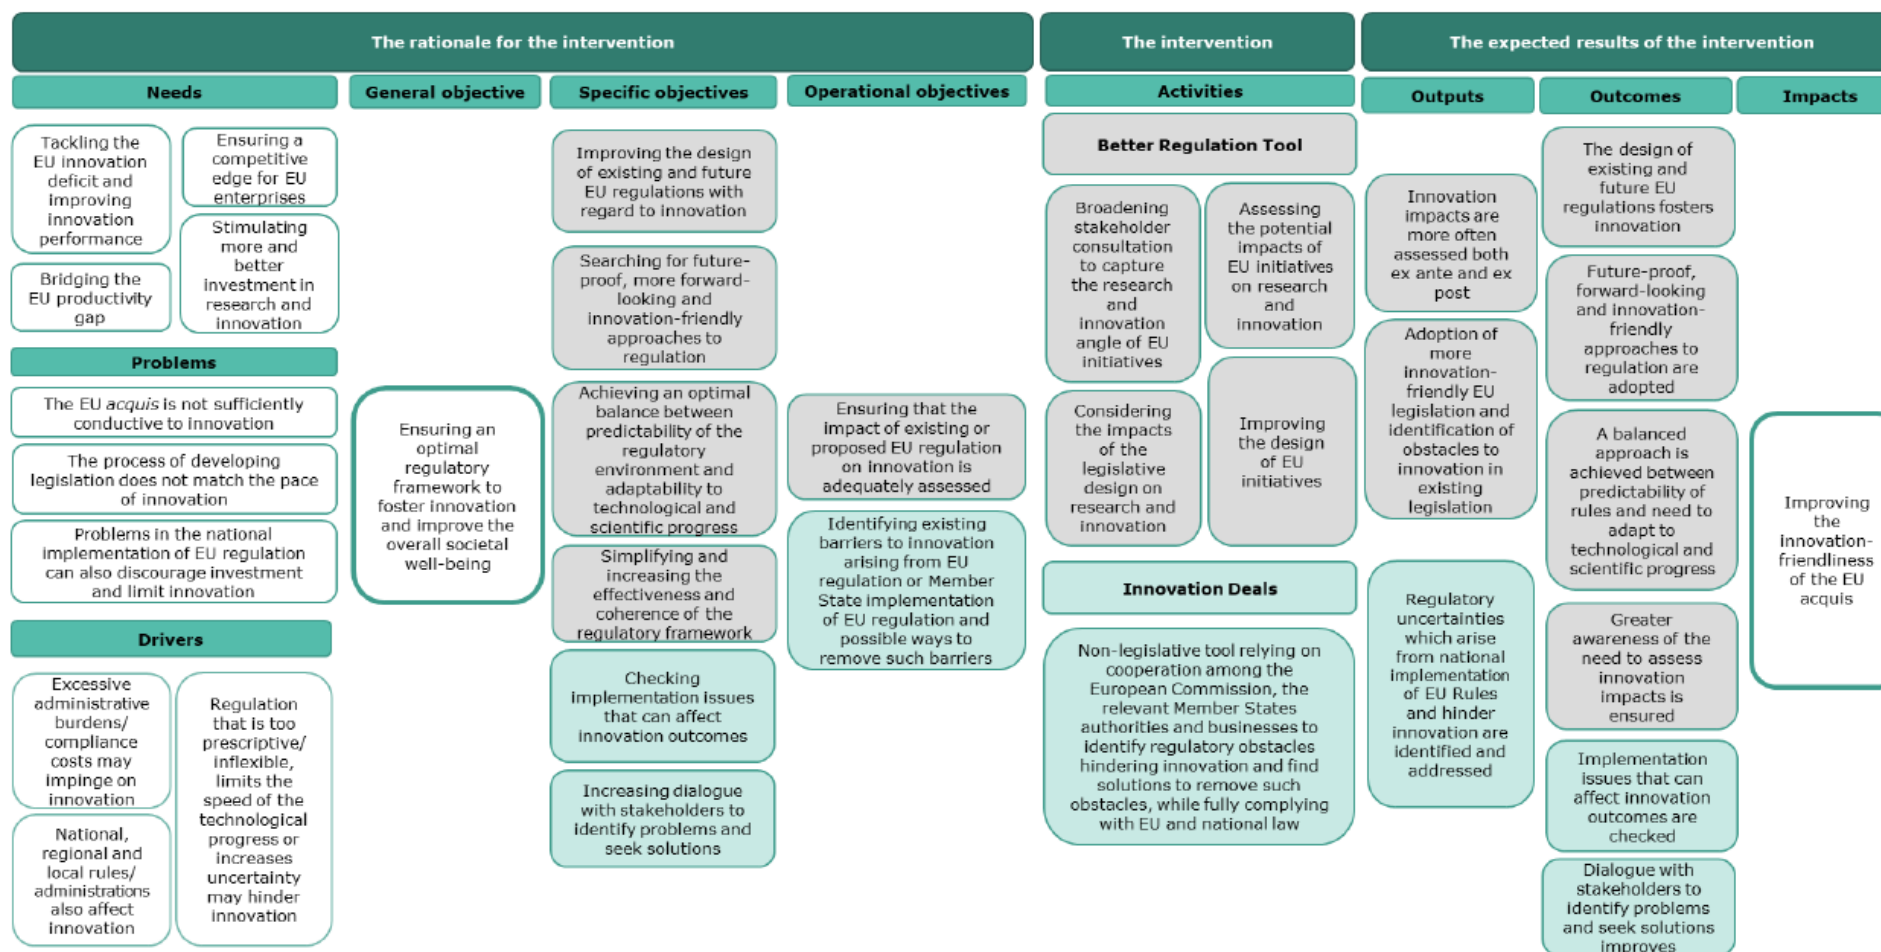 The rationale for the intervention
The intervention
The expected results of the intervention
Needs
General objective
Specific objectives
Operational objectives
Activities
Outputs
Outcomes
Impacts
Tackling the
EU innovation
deficit and
improving
innovation
performance
Ensuring a
competitive
edge for EU
enterprises
Bridging the
EU productivity
gap
Stimulating
more and
better
investment in
research and
innovation
Problems
The EU acquis is not sufficiently
conductive to innovation
The process of developing
legislation does not match the pace
of innovation
Problems in the national
implementation of EU regulation
can also discourage investment
and limit innovation
Drivers
Excessive
administrative
burdens/
compliance
costs may
impinge on
innovation
National,
regional and
local rules/
administrations
also affect
innovation
Regulation
that is too
prescriptive/
inflexible,
limits the
speed of the
technological
progress or
increases
uncertainty
may hinder
innovation
Ensuring an
optimal
regulatory
framework to
foster innovation
and improve the
overall societal
well-being
Improving the design
of existing and future
EU regulations with
regard to innovation
Searching for future-
proof, more forward-
looking and
innovation-friendly
approaches to
regulation
Achieving an optimal
balance between
predictability of the
regulatory
environment and
adaptability to
technological and
scientific progress
Simplifying and
increasing the
effectiveness and
coherence of the
regulatory framework
Checking
implementation issues
that can affect
innovation outcomes
Increasing dialogue
with stakeholders to
identify problems and
seek solutions
Ensuring that the
impact of existing or
proposed EU regulation
on innovation is
adequately assessed
Identifying existing
barriers to innovation
arising from EU
regulation or Member
State implementation
of EU regulation and
possible ways to
remove such barriers
Better Regulation Tool
Broadening
stakeholder
consultation
to capture
the research
and
innovation
angle of EU
initiatives
Assessing
the potential
impacts of
EU initiatives
on research
and
innovation
Considering
the impacts
of the
legislative
design on
research and
innovation
Improving
the design
of EU
initiatives
Innovation Deals
Non-legislative tool relying on
cooperation among the
European Commission, the
relevant Member States
authorities and businesses to
identify regulatory obstacles
hindering innovation and find
solutions to remove such
obstacles, while fully complying
with EU and national law
Innovation
impacts are
more often
assessed both
ex ante and ex
post
Adoption of
more
innovation-
friendly EU
legislation and
identification of
obstacles to
innovation in
existing
legislation
Regulatory
uncertainties
which arise
from national
implementation
of EU Rules
and hinder
innovation are
identified and
addressed
The design of
existing and
future EU
regulations fosters
innovation
Future-proof,
forward-looking
and innovation-
friendly
approaches to
regulation are
adopted
A balanced
approach is
achieved between
predictability of
rules and need to
adapt to
technological and
scientific progress
Greater
awareness of the
need to assess
innovation
impacts is
ensured
Implementation
issues that can
affect innovation
outcomes are
checked
Dialogue with
stakeholders to
identify problems
and seek solutions
improves
Improving
the
innovation-
friendliness
of the EU
acquis